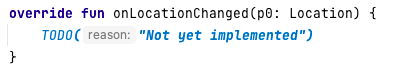 override fun onLocationChanged(p0: Location) {
    TODO( reason: "Not yet implemented")
}